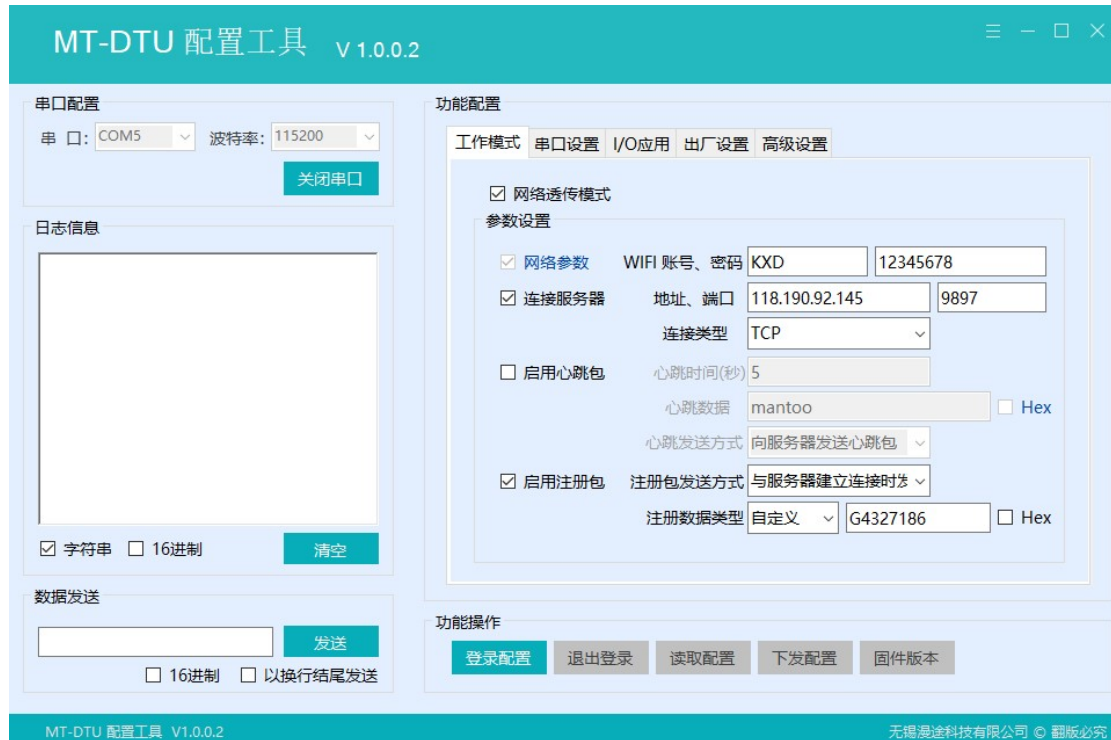 MT-DTU 配置工具 V 1.0.0.2
串口配置
串 口: COM5 波特率: 115200
关闭串口
日志信息
字符串 16进制 清空
数据发送
发送
16进制 以换行结尾发送
功能配置
工作模式 串口设置 I/O应用 出厂设置 高级设置
网络透传模式
参数设置
网络参数 WIFI 账号、密码 KXD 12345678
连接服务器 地址、端口 118.190.92.145 9897
连接类型 TCP
启用心跳包 心跳时间(秒) 5
心跳数据 mantoo Hex
心跳发送方式 向服务器发送心跳包
启用注册包 注册包发送方式 与服务器建立连接时发
注册数据类型 自定义 G4327186 Hex
功能操作
登录配置 退出登录 读取配置 下发配置 固件版本
MT-DTU 配置工具 V1.0.0.2 无锡漫途科技有限公司 © 翻版必究